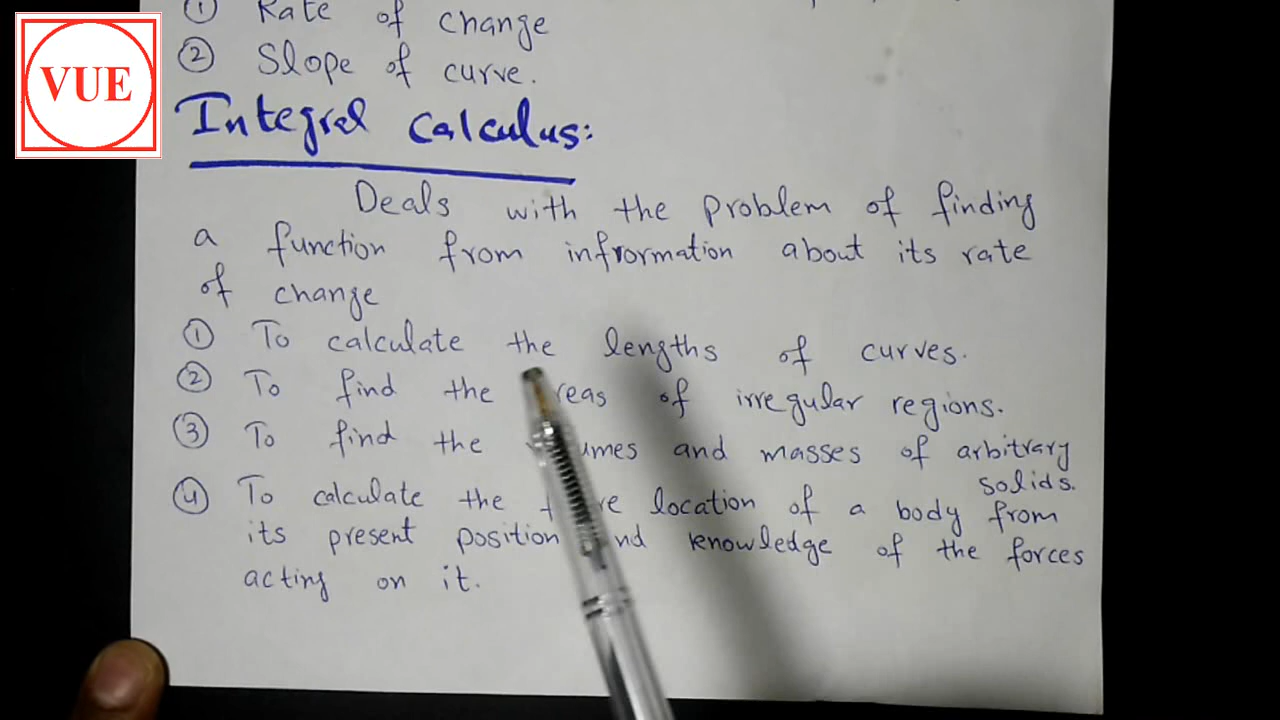 VUE
① Rate of change
② Slope of curve.
Integral Calculus:
Deals with the problem of finding
a function from infrormation about its rate
of change
① To calculate the lengths of curves.
② To find the reas of irregular regions.
③ To find the umes and masses of arbitrary
solids.
④ To calculate the re location of a body from
its present position nd knowledge of the forces
acting on it.